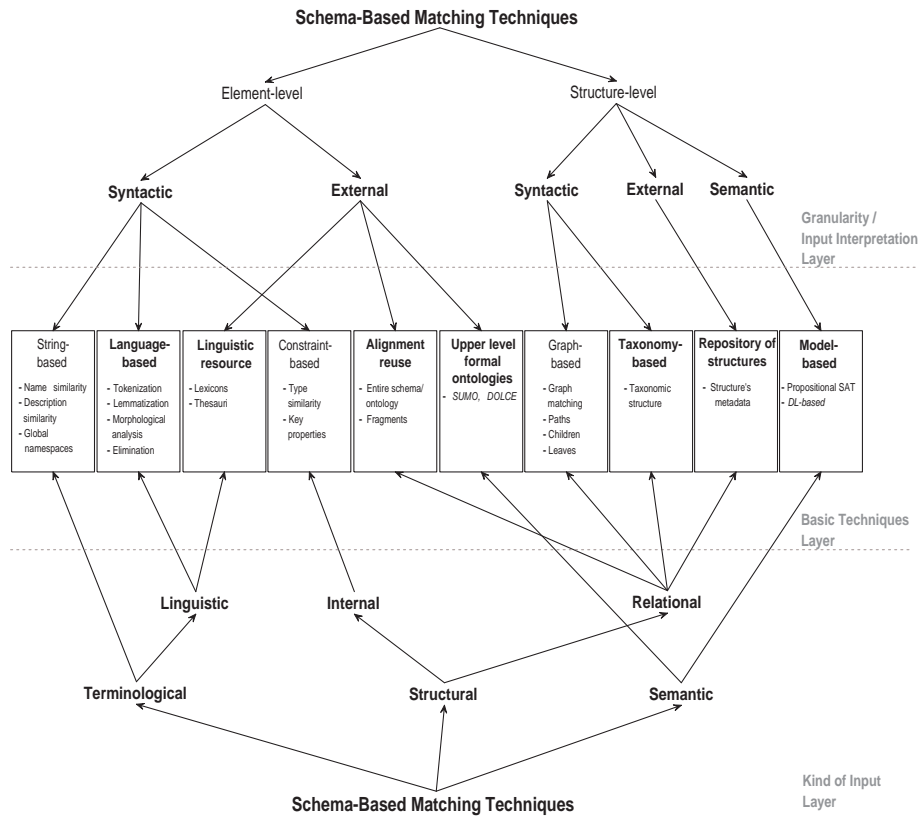 Schema-Based Matching Techniques
Element-level
Structure-level
Syntactic
External
Syntactic
External
Semantic
Granularity /
Input Interpretation
Layer
String-
based
- Name similarity
- Description
similarity
- Global
namespaces
Language-
based
- Tokenization
- Lemmatization
- Morphological
analysis
- Elimination
Linguistic
resource
- Lexicons
- Thesauri
Constraint-
based
- Type
similarity
- Key
properties
Alignment
reuse
- Entire schema/
ontology
- Fragments
Upper level
formal
ontologies
- SUMO, DOLCE
Graph-
based
- Graph
matching
- Paths
- Children
- Leaves
Taxonomy-
based
- Taxonomic
structure
Repository of
structures
- Structure's
metadata
Model-
based
- Propositional SAT
- DL-based
Basic Techniques
Layer
Linguistic
Internal
Relational
Terminological
Structural
Semantic
Kind of Input
Layer
Schema-Based Matching Techniques